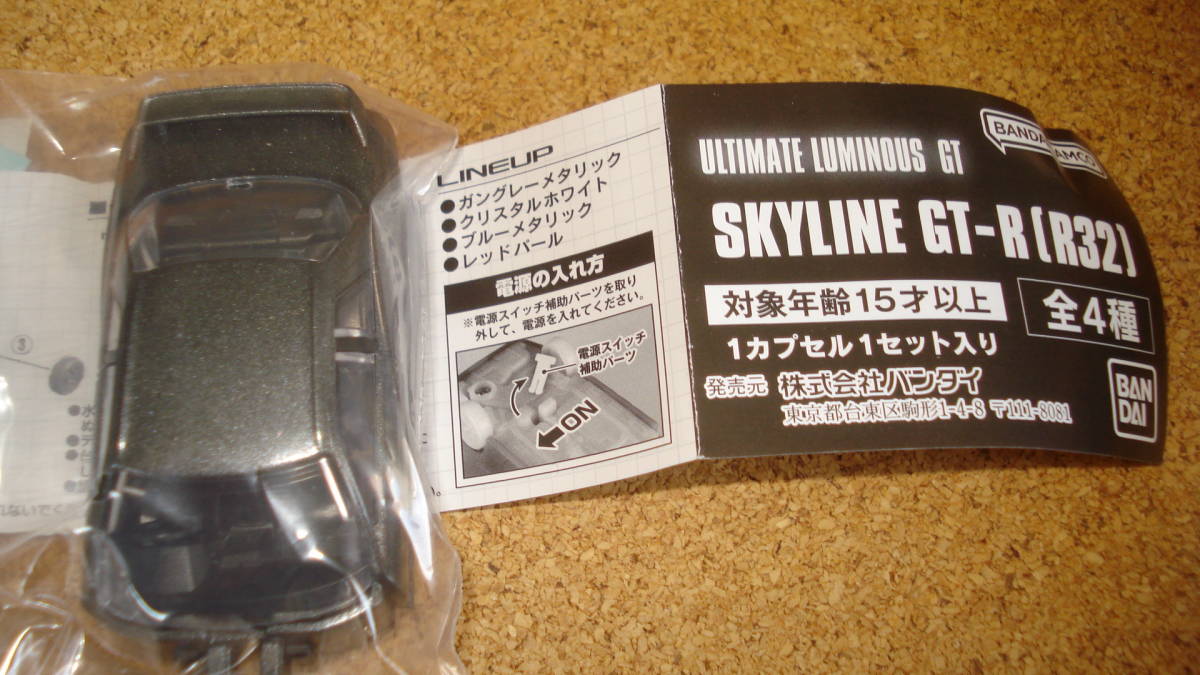 LINEUP
●ガングレーメタリック
●クリスタルホワイト
●ブルーメタリック
●レッドパール
電源の入れ方
※電源スイッチ補助パーツを取り
外して、電源を入れてください。
電源スイッチ
補助パーツ
ON
ULTIMATE LUMINOUS GT
SKYLINE GT-R(R32)
対象年齢15才以上
全4種
1カプセル1セット入り
発売元 株式会社バンダイ
東京都台東区駒形1-4-8 〒111-8081
BAN
DAI
③